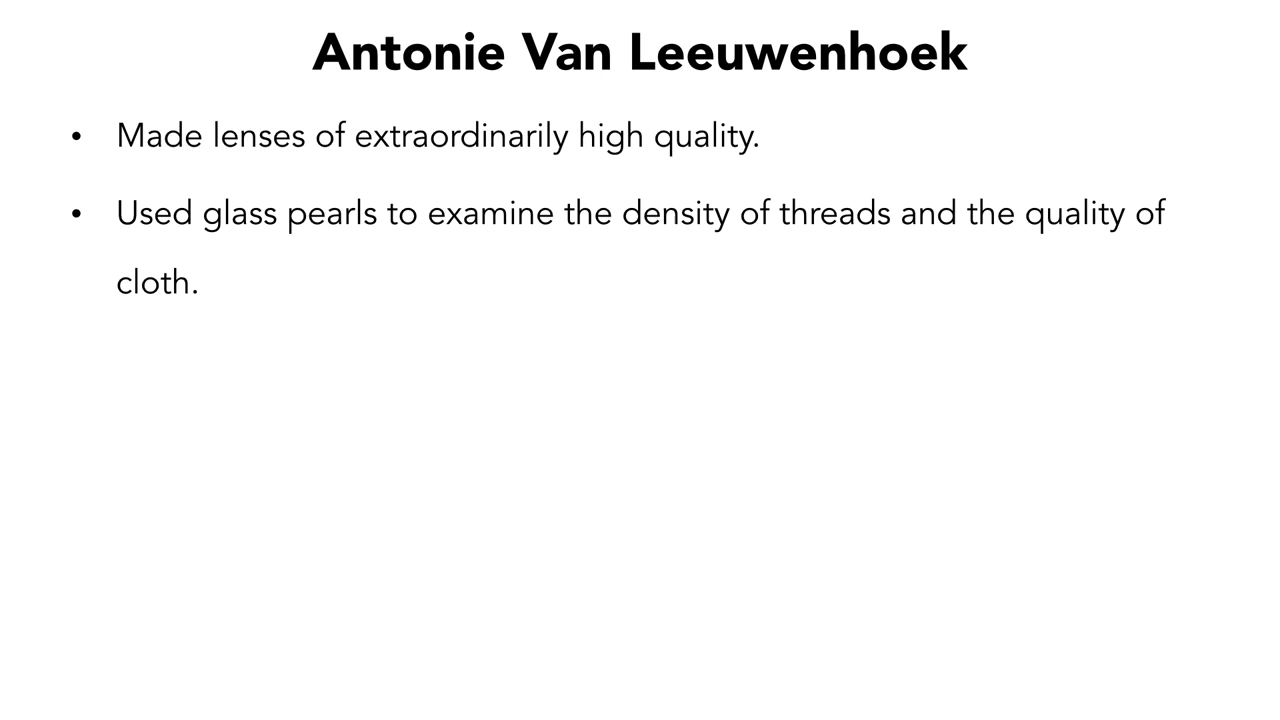 Antonie Van Leeuwenhoek
• Made lenses of extraordinarily high quality.
• Used glass pearls to examine the density of threads and the quality of
cloth.